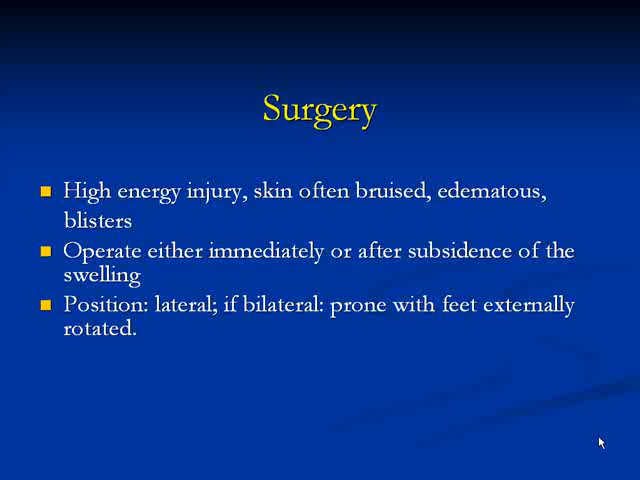 Surgery
High energy injury, skin often bruised, edematous,
blisters
Operate either immediately or after subsidence of the
swelling
Position: lateral; if bilateral: prone with feet externally
rotated.